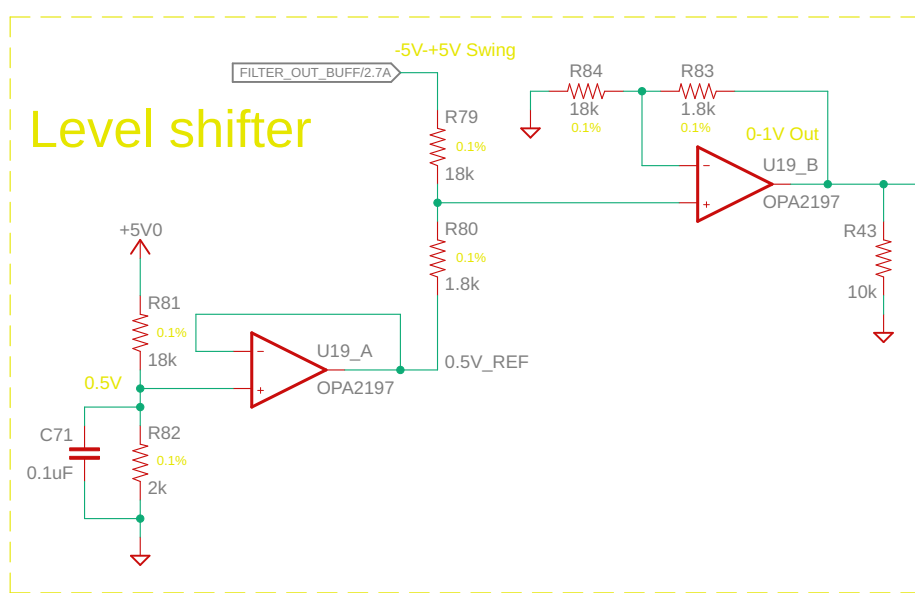 -5V-+5V Swing
FILTER_OUT_BUFF/2.7A
Level shifter
R79
0.1%
18k
R84
18k
0.1%
R83
1.8k
0.1%
0-1V Out
U19_B
OPA2197
−
+
R80
0.1%
1.8k
R43
10k
+5V0
R81
0.1%
18k
U19_A
OPA2197
−
+
0.5V_REF
0.5V
C71
0.1uF
R82
0.1%
2k